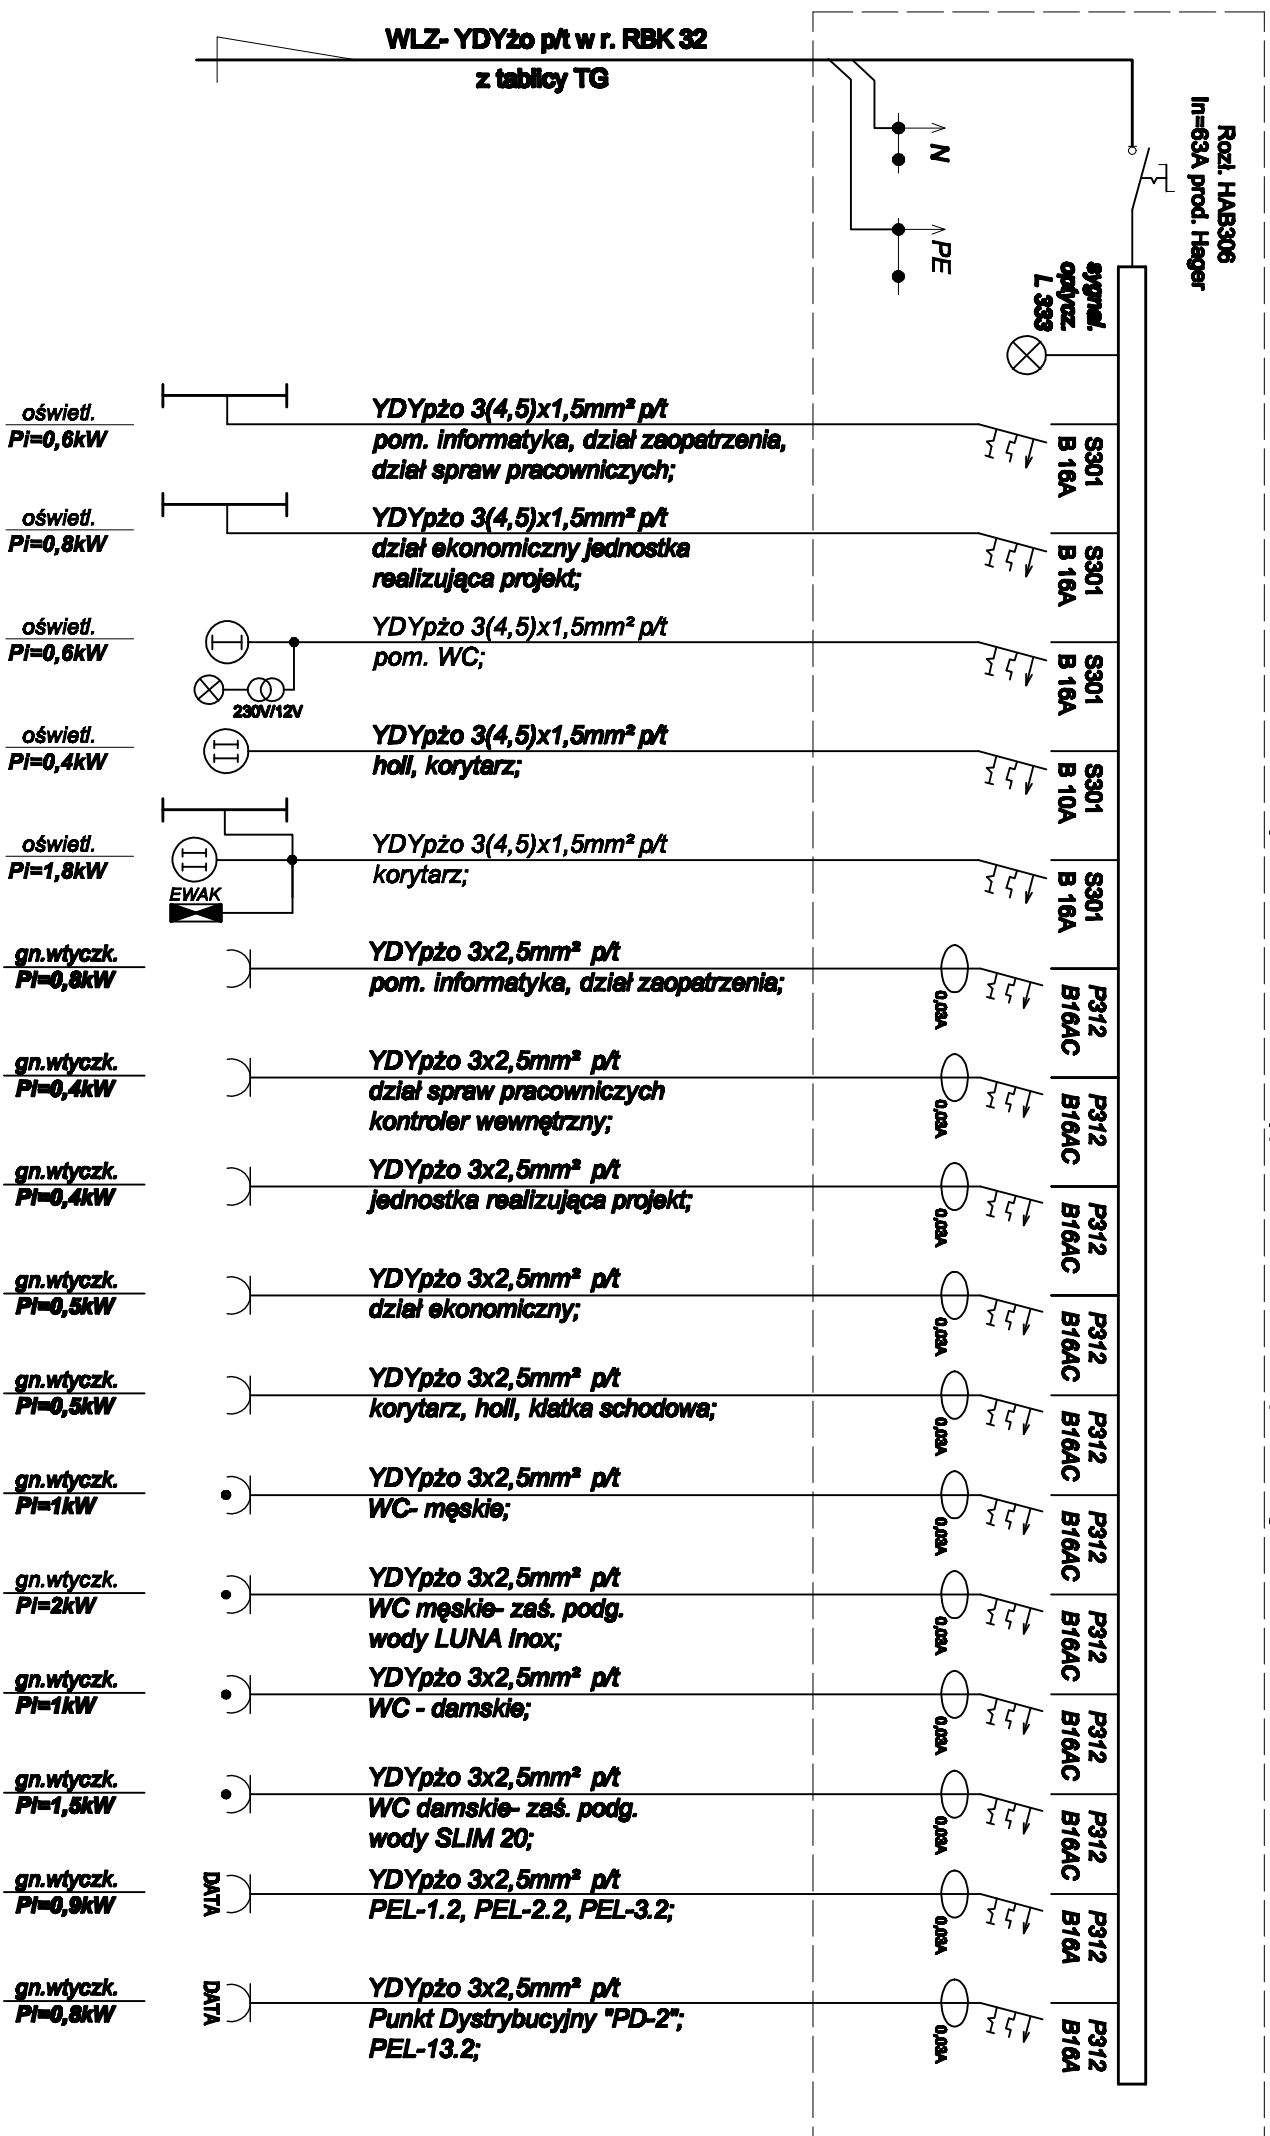 WLZ- YDYżo p/t w r. RBK 32
z tablicy TG
Rozł. HAB306
In=63A prod. Hager
N
PE
sygnal.
optycz.
L 333
oświetl.
Pi=0,6kW
YDYpżo 3(4,5)x1,5mm² p/t
pom. informatyka, dział zaopatrzenia,
dział spraw pracowniczych;
S301
B 16A
oświetl.
Pi=0,8kW
YDYpżo 3(4,5)x1,5mm² p/t
dział ekonomiczny jednostka
realizująca projekt;
S301
B 16A
oświetl.
Pi=0,6kW
230V/12V
YDYpżo 3(4,5)x1,5mm² p/t
pom. WC;
S301
B 16A
oświetl.
Pi=0,4kW
YDYpżo 3(4,5)x1,5mm² p/t
holl, korytarz;
S301
B 10A
oświetl.
Pi=1,8kW
EWAK
YDYpżo 3(4,5)x1,5mm² p/t
korytarz;
S301
B 16A
gn.wtyczk.
Pi=0,8kW
YDYpżo 3x2,5mm² p/t
pom. informatyka, dział zaopatrzenia;
0,03A
P312
B16AC
gn.wtyczk.
Pi=0,4kW
YDYpżo 3x2,5mm² p/t
dział spraw pracowniczych
kontroler wewnętrzny;
0,03A
P312
B16AC
gn.wtyczk.
Pi=0,4kW
YDYpżo 3x2,5mm² p/t
jednostka realizująca projekt;
0,03A
P312
B16AC
gn.wtyczk.
Pi=0,5kW
YDYpżo 3x2,5mm² p/t
dział ekonomiczny;
0,03A
P312
B16AC
gn.wtyczk.
Pi=0,5kW
YDYpżo 3x2,5mm² p/t
korytarz, holl, klatka schodowa;
0,03A
P312
B16AC
gn.wtyczk.
Pi=1kW
YDYpżo 3x2,5mm² p/t
WC- męskie;
0,03A
P312
B16AC
gn.wtyczk.
Pi=2kW
YDYpżo 3x2,5mm² p/t
WC męskie- zaś. podg.
wody LUNA inox;
0,03A
P312
B16AC
gn.wtyczk.
Pi=1kW
YDYpżo 3x2,5mm² p/t
WC - damskie;
0,03A
P312
B16AC
gn.wtyczk.
Pi=1,5kW
YDYpżo 3x2,5mm² p/t
WC damskie- zaś. podg.
wody SLIM 20;
0,03A
P312
B16AC
gn.wtyczk.
Pi=0,9kW
DATA
YDYpżo 3x2,5mm² p/t
PEL-1.2, PEL-2.2, PEL-3.2;
0,03A
P312
B16A
gn.wtyczk.
Pi=0,8kW
DATA
YDYpżo 3x2,5mm² p/t
Punkt Dystrybucyjny "PD-2";
PEL-13.2;
0,03A
P312
B16A